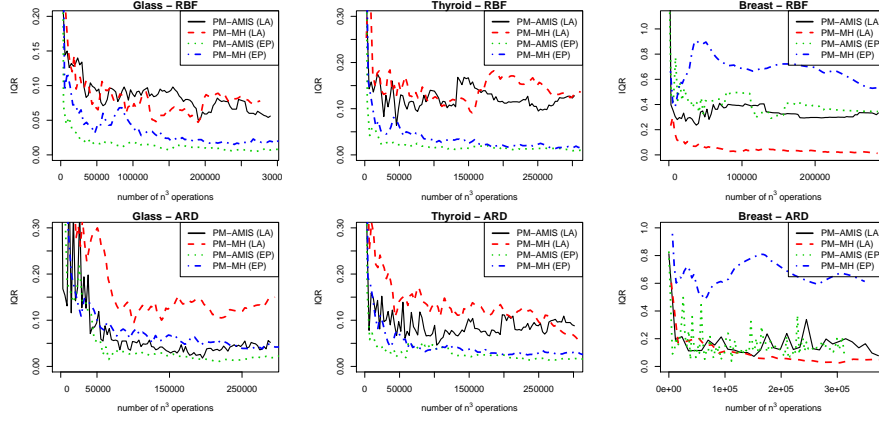 Glass − RBF
IQR
0.00 0.05 0.10 0.15 0.20
PM−AMIS (LA)
PM−MH (LA)
PM−AMIS (EP)
PM−MH (EP)
0 50000 100000 200000 3000
number of n³ operations
Thyroid − RBF
IQR
0.00 0.10 0.20 0.30
PM−AMIS (LA)
PM−MH (LA)
PM−AMIS (EP)
PM−MH (EP)
0 50000 150000 250000
number of n³ operations
Breast − RBF
IQR
0.0 0.2 0.4 0.6 0.8 1.0
PM−AMIS (LA)
PM−MH (LA)
PM−AMIS (EP)
PM−MH (EP)
0 100000 200000
number of n³ operations
Glass − ARD
IQR
0.00 0.10 0.20 0.30
PM−AMIS (LA)
PM−MH (LA)
PM−AMIS (EP)
PM−MH (EP)
0 50000 150000 250000
number of n³ operations
Thyroid − ARD
IQR
0.00 0.10 0.20 0.30
PM−AMIS (LA)
PM−MH (LA)
PM−AMIS (EP)
PM−MH (EP)
0 50000 150000 250000
number of n³ operations
Breast − ARD
IQR
0.0 0.2 0.4 0.6 0.8 1.0
PM−AMIS (LA)
PM−MH (LA)
PM−AMIS (EP)
PM−MH (EP)
0e+00 1e+05 2e+05 3e+05
number of n³ operations